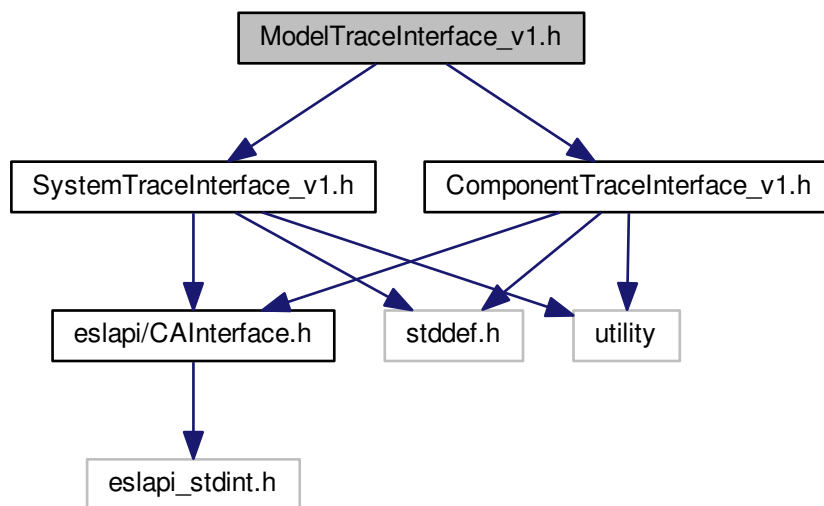 ModelTraceInterface_v1.h
SystemTraceInterface_v1.h
ComponentTraceInterface_v1.h
eslapi/CAInterface.h
stddef.h
utility
eslapi_stdint.h